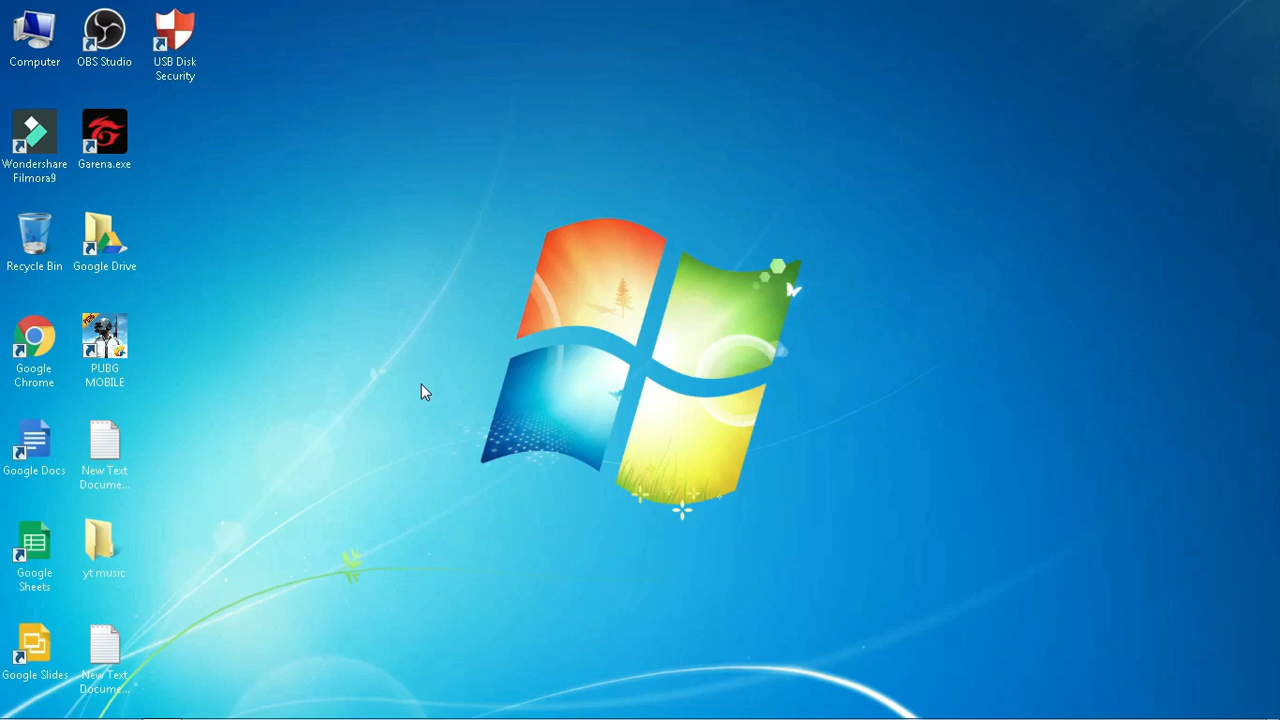 Computer
OBS Studio
USB Disk
Security
Wondershare
Filmora9
Garena.exe
Recycle Bin
Google Drive
Google
Chrome
PUBG
MOBILE
Google Docs
New Text
Docume...
Google
Sheets
yt music
Google Slides
New Text
Docume...